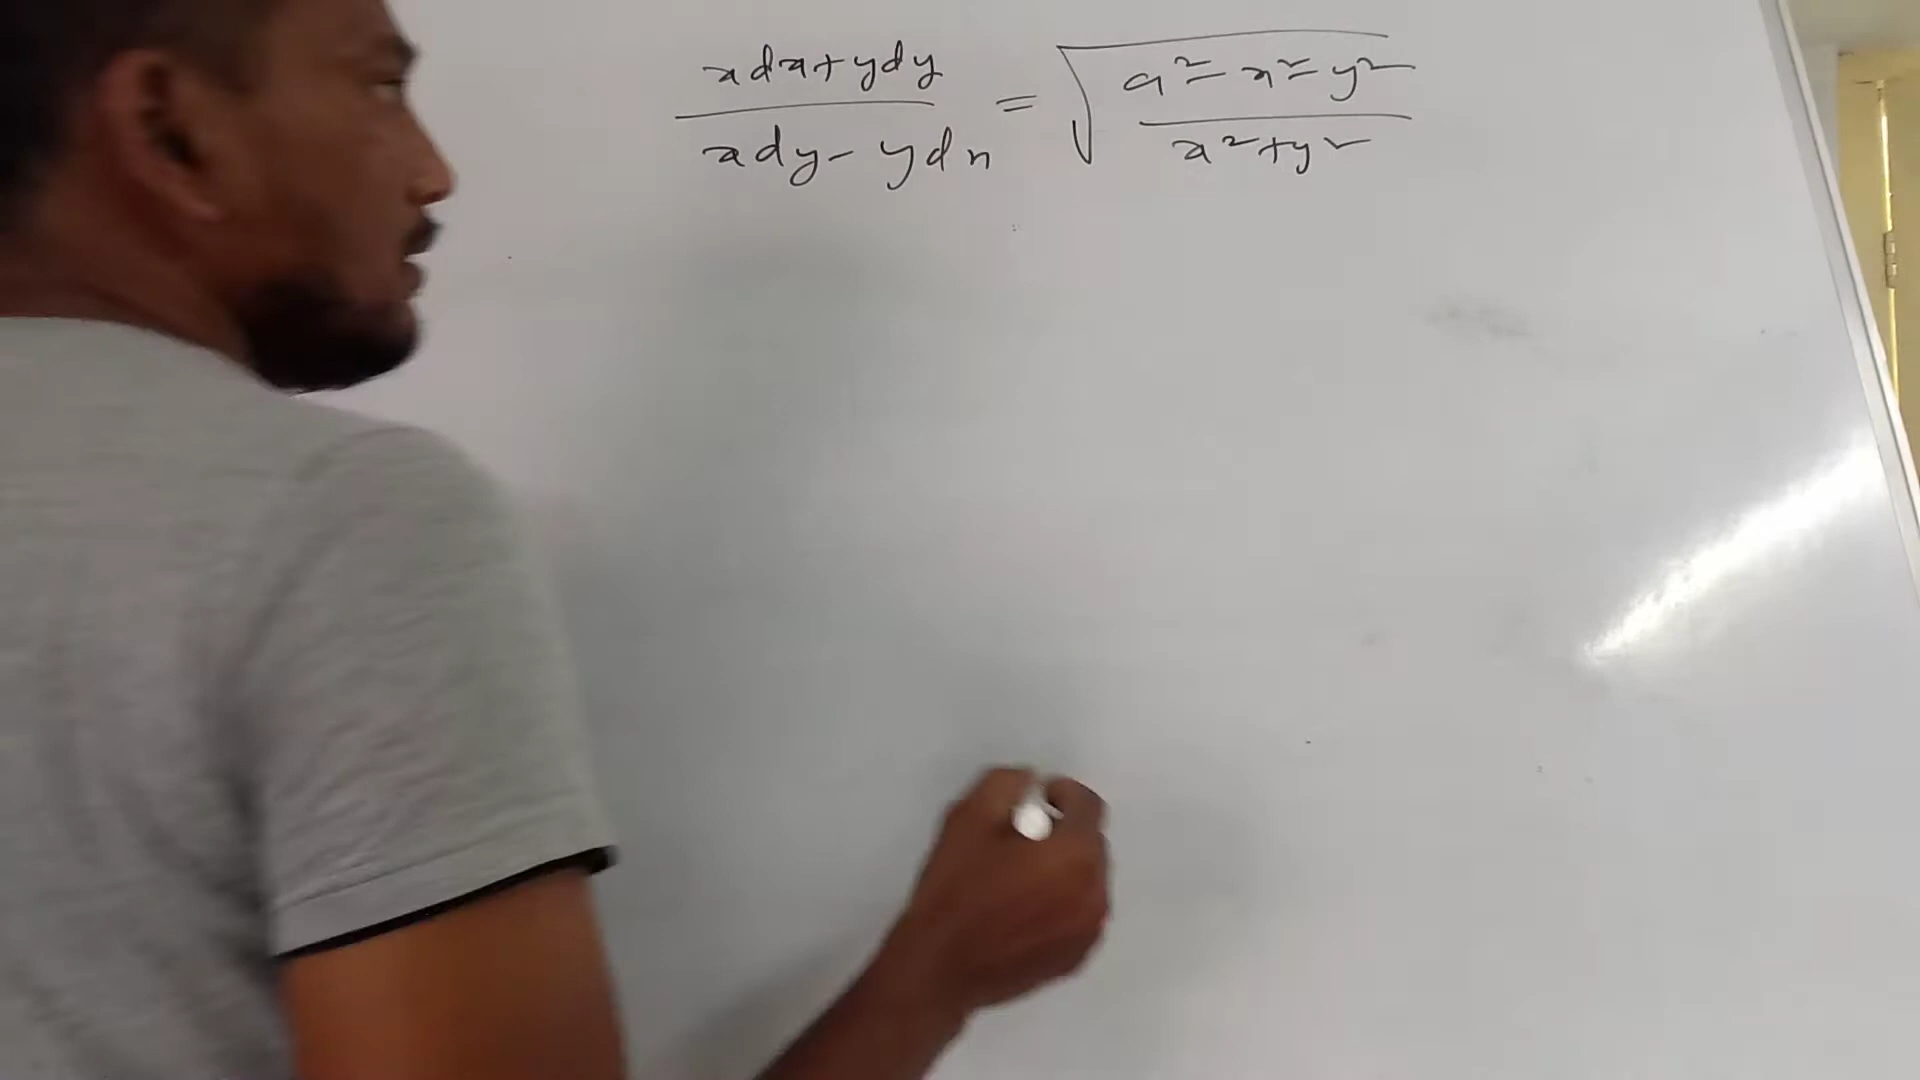 xdx+ydy / xdy-ydx = √(a²-x²-y² / x²+y²)